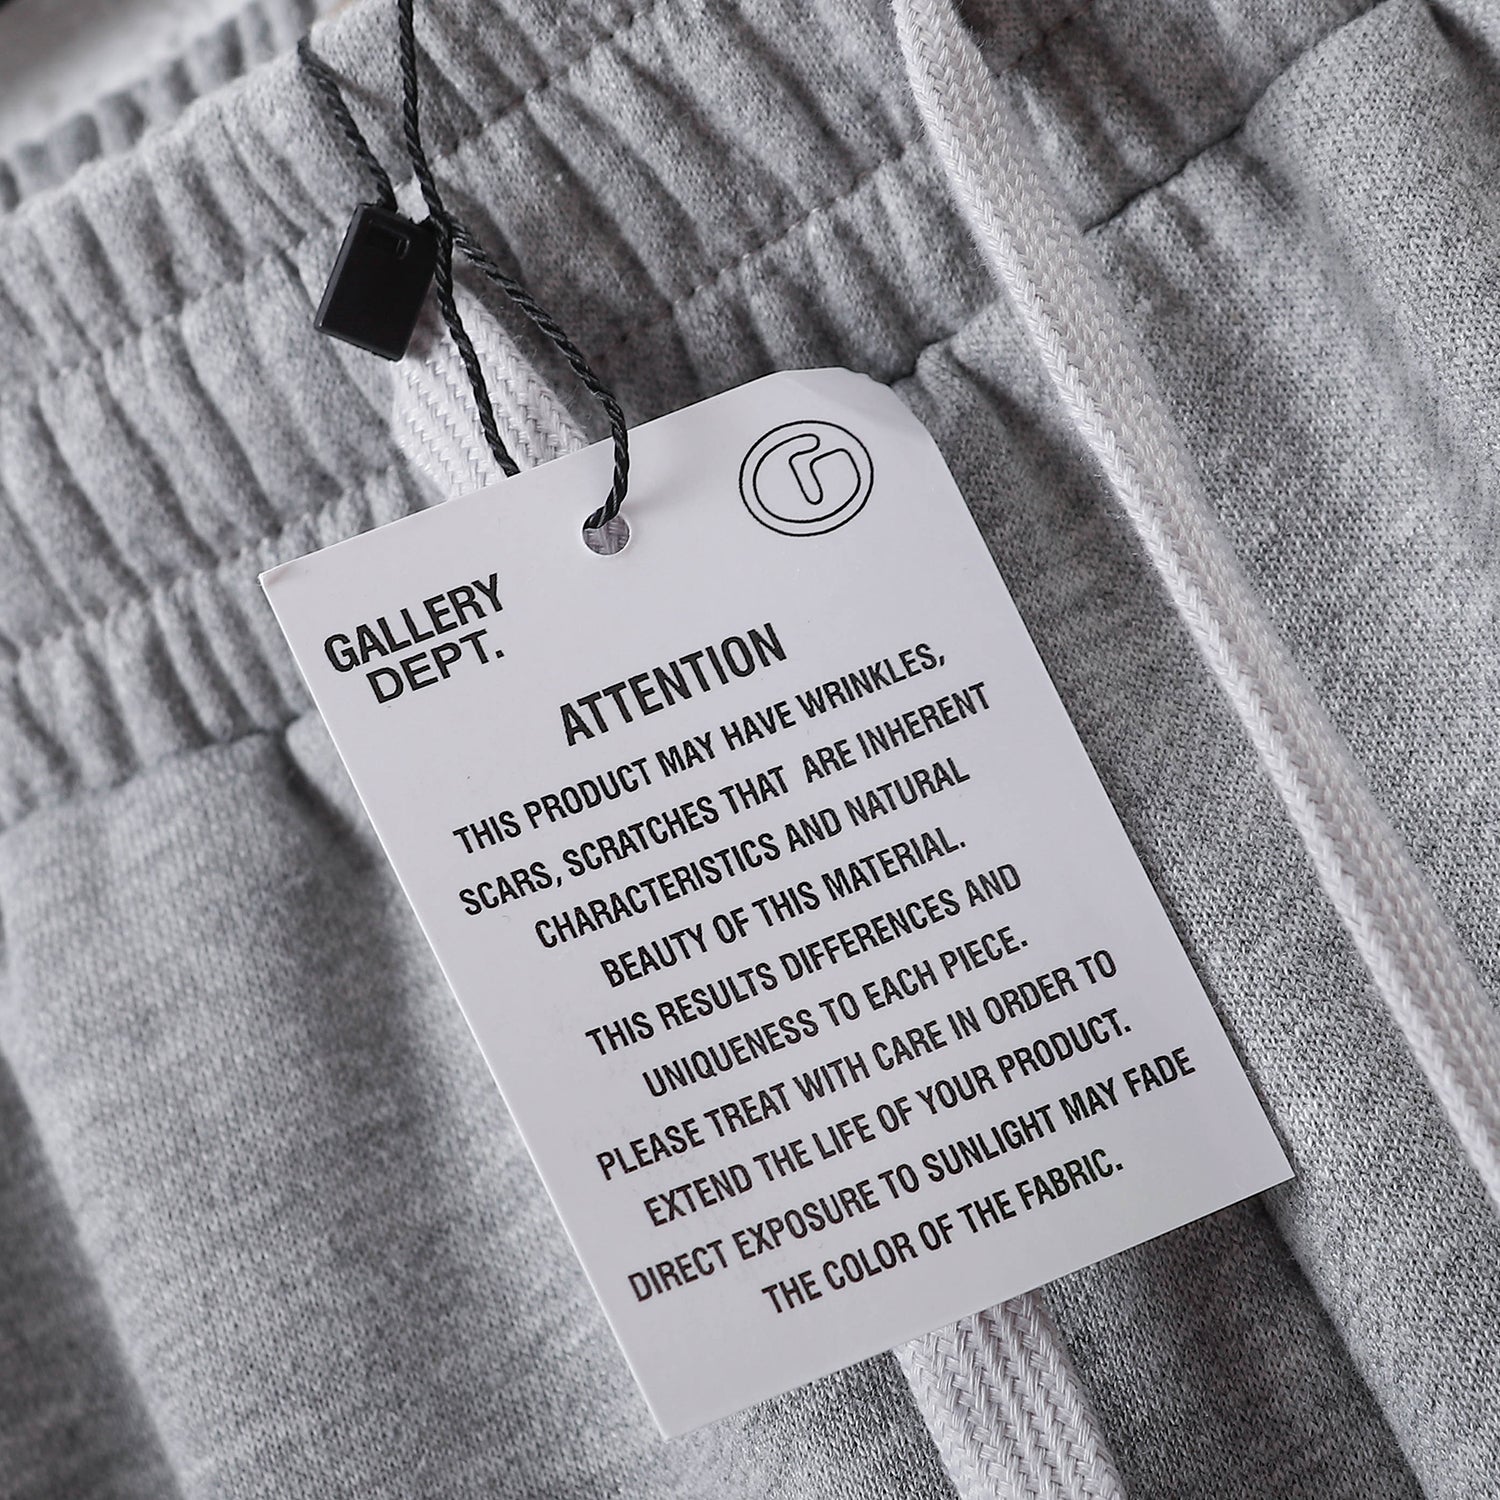 GALLERY
DEPT.
ATTENTION
THIS PRODUCT MAY HAVE WRINKLES,
SCARS, SCRATCHES THAT ARE INHERENT
CHARACTERISTICS AND NATURAL
BEAUTY OF THIS MATERIAL.
THIS RESULTS DIFFERENCES AND
UNIQUENESS TO EACH PIECE.
PLEASE TREAT WITH CARE IN ORDER TO
EXTEND THE LIFE OF YOUR PRODUCT.
DIRECT EXPOSURE TO SUNLIGHT MAY FADE
THE COLOR OF THE FABRIC.